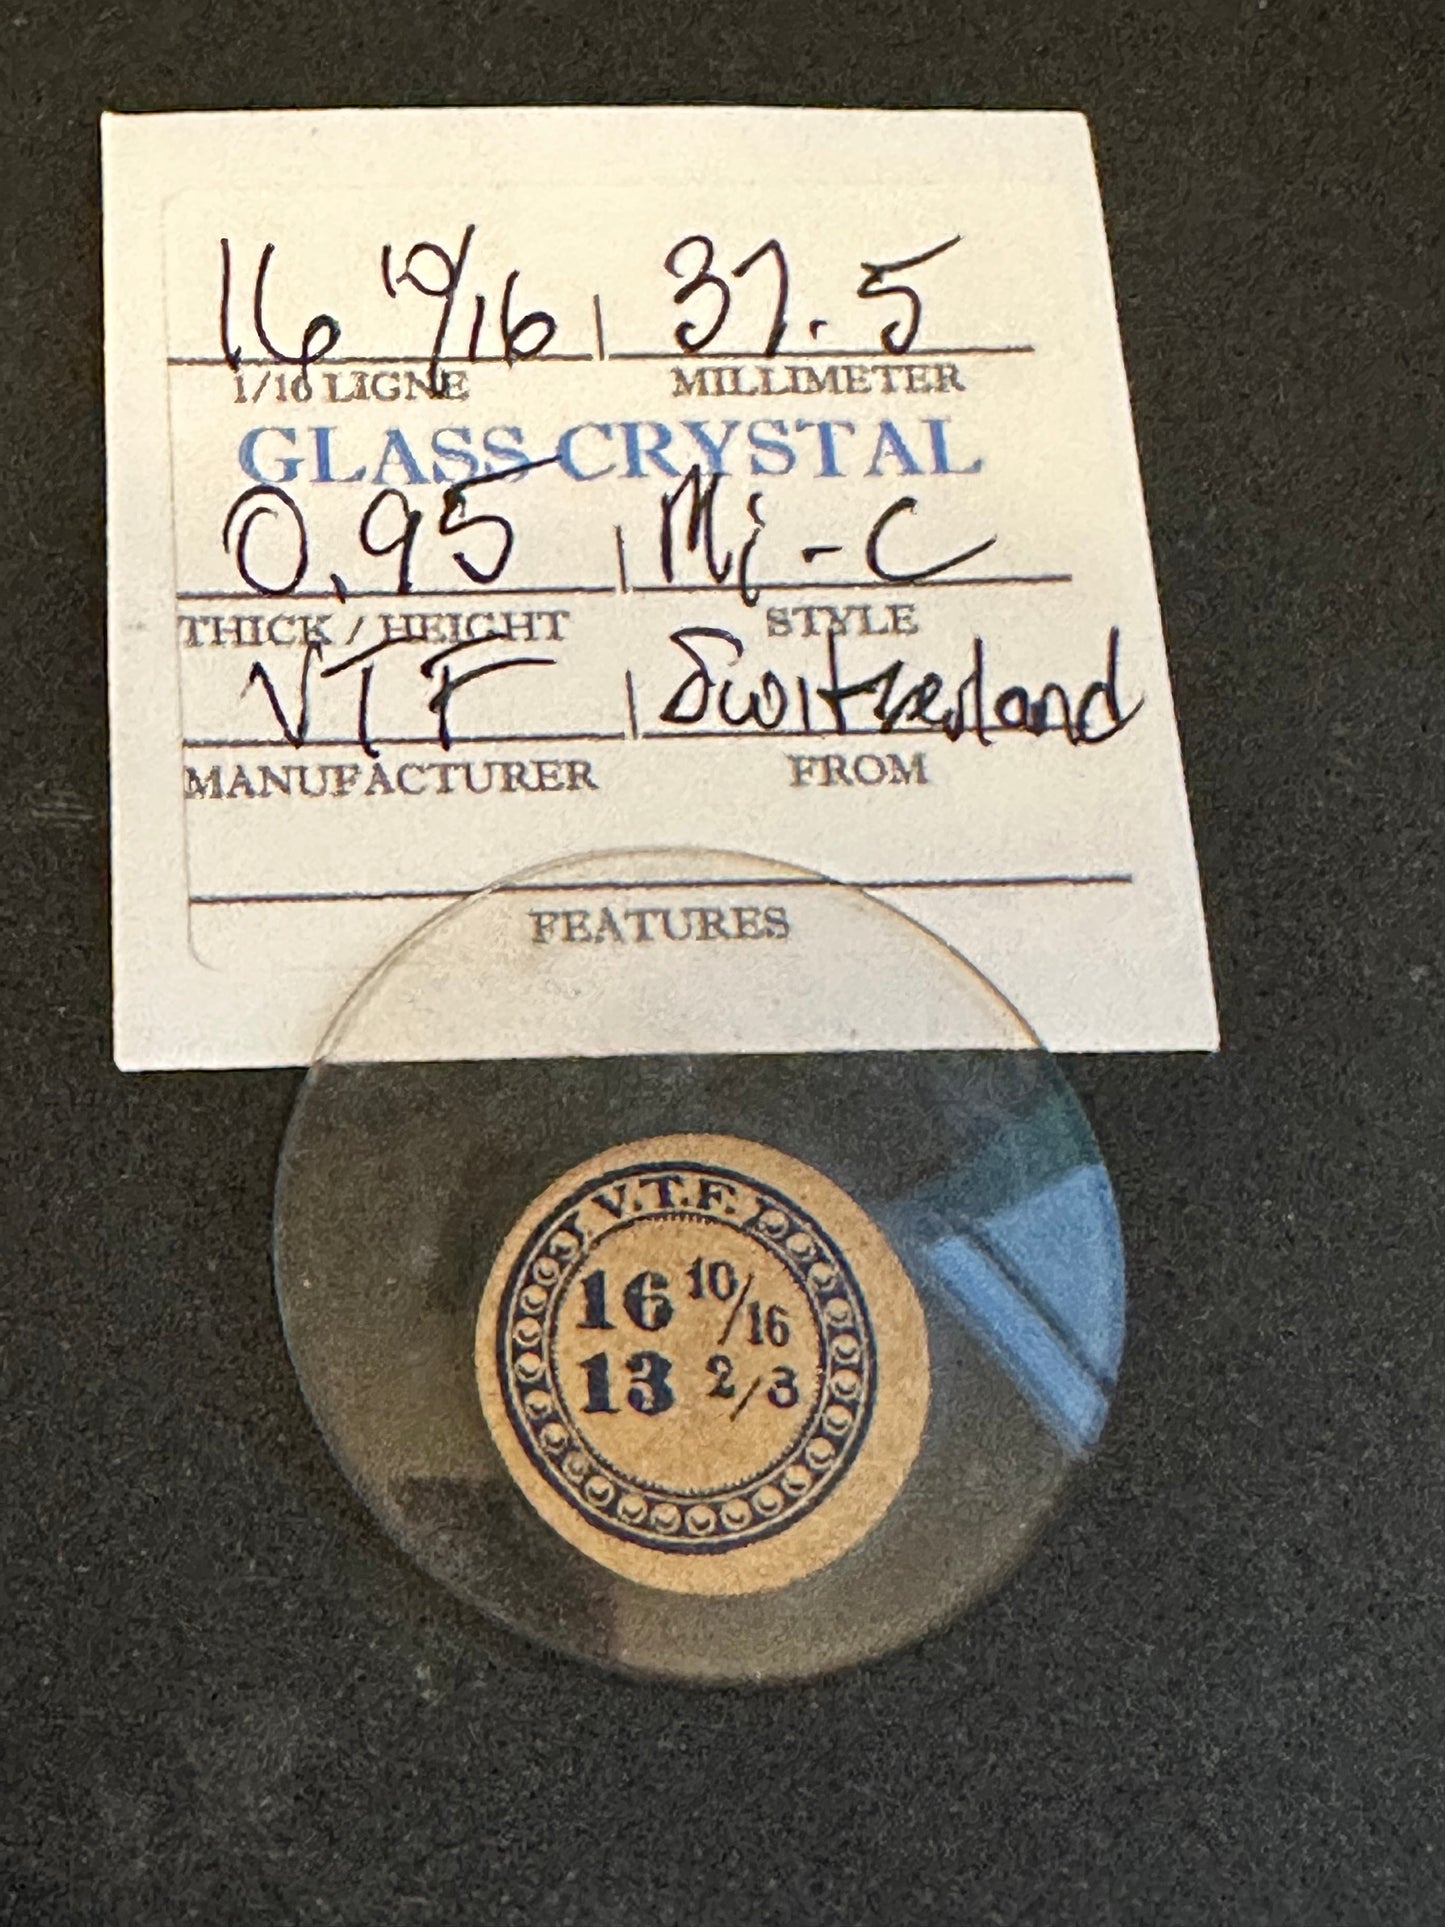 16 10/16 37.5
1/16 LIGNE MILLIMETER
GLASS CRYSTAL
0.95 Mi-C
THICK / HEIGHT STYLE
VTF Switzerland
MANUFACTURER FROM
FEATURES
V.T.F.
16 10/16
13 2/3